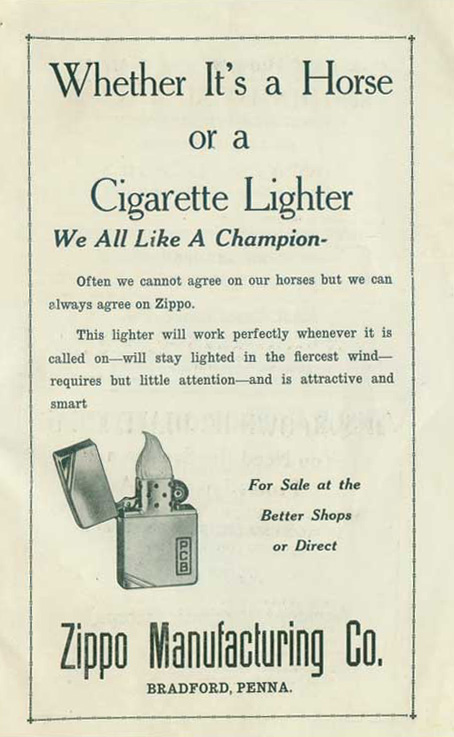 Whether It's a Horse
or a
Cigarette Lighter
We All Like A Champion-
Often we cannot agree on our horses but we can
always agree on Zippo.
This lighter will work perfectly whenever it is
called on—will stay lighted in the fiercest wind—
requires but little attention—and is attractive and
smart
PCB
For Sale at the
Better Shops
or Direct
Zippo Manufacturing Co.
BRADFORD, PENNA.